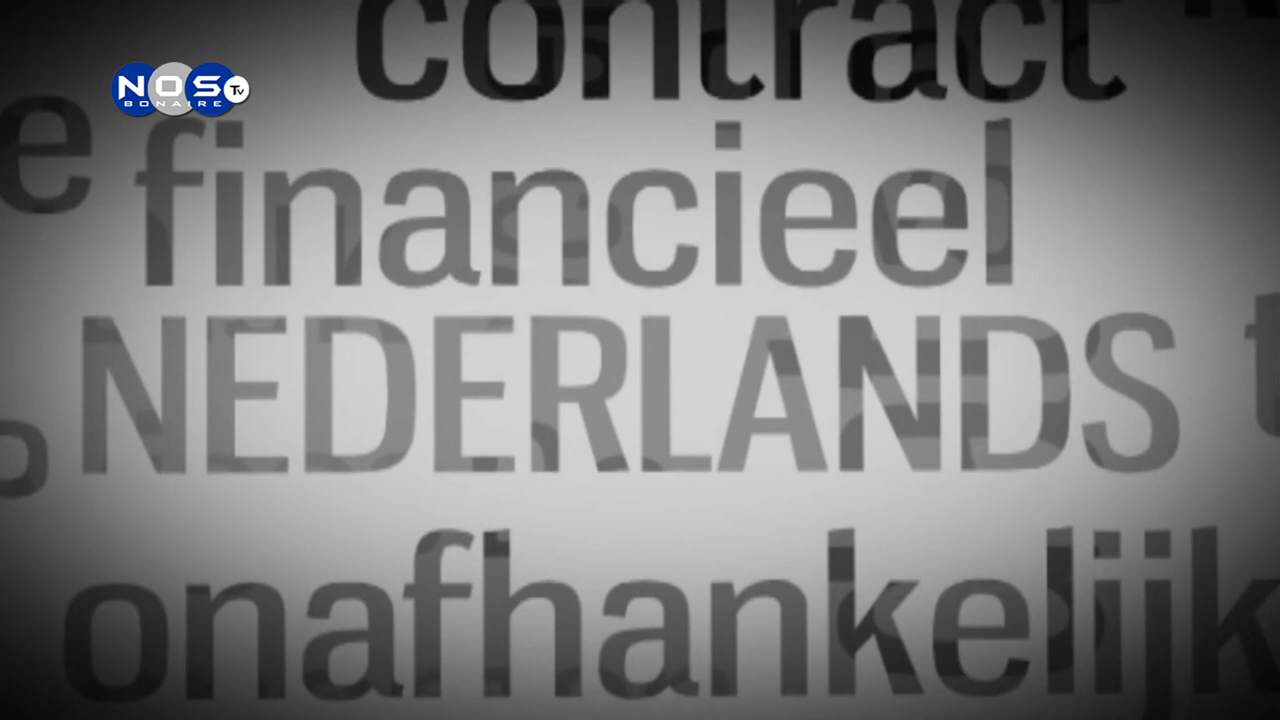 contract
NOS TV
BONAIRE
financieel
NEDERLANDS
onafhankelijk